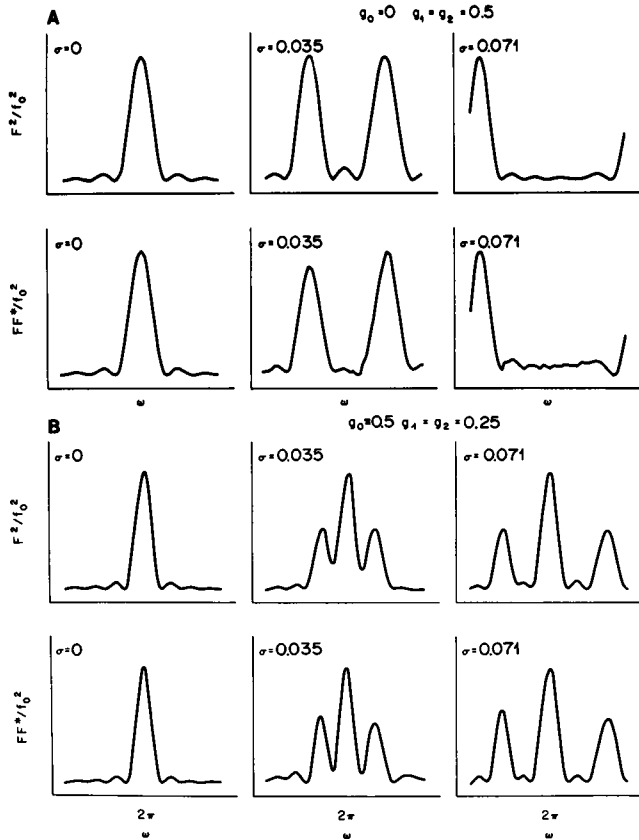 A
g₀=0 g₁=g₂=0.5
σ=0
σ=0.035
σ=0.071
F²/f₀²
σ=0
σ=0.035
σ=0.071
FF*/f₀²
ω
ω
ω
B
g₀=0.5 g₁=g₂=0.25
σ=0
σ=0.035
σ=0.071
F²/f₀²
σ=0
σ=0.035
σ=0.071
FF*/f₀²
2π
2π
2π
ω
ω
ω